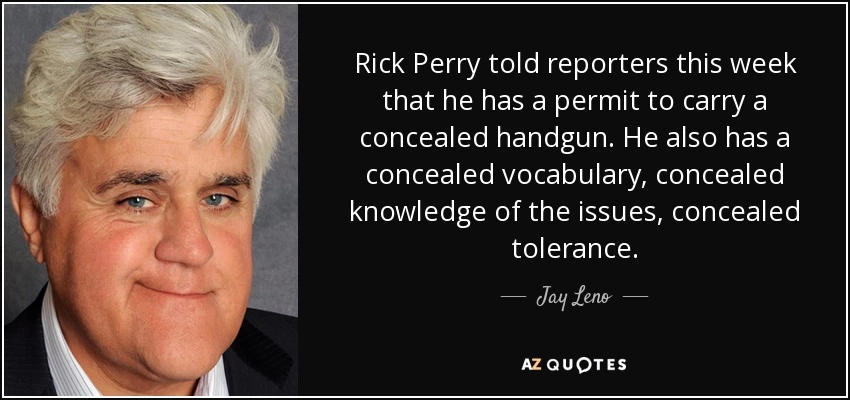 Rick Perry told reporters this week
that he has a permit to carry a
concealed handgun. He also has a
concealed vocabulary, concealed
knowledge of the issues, concealed
tolerance.
Jay Leno
AZ QUOTES